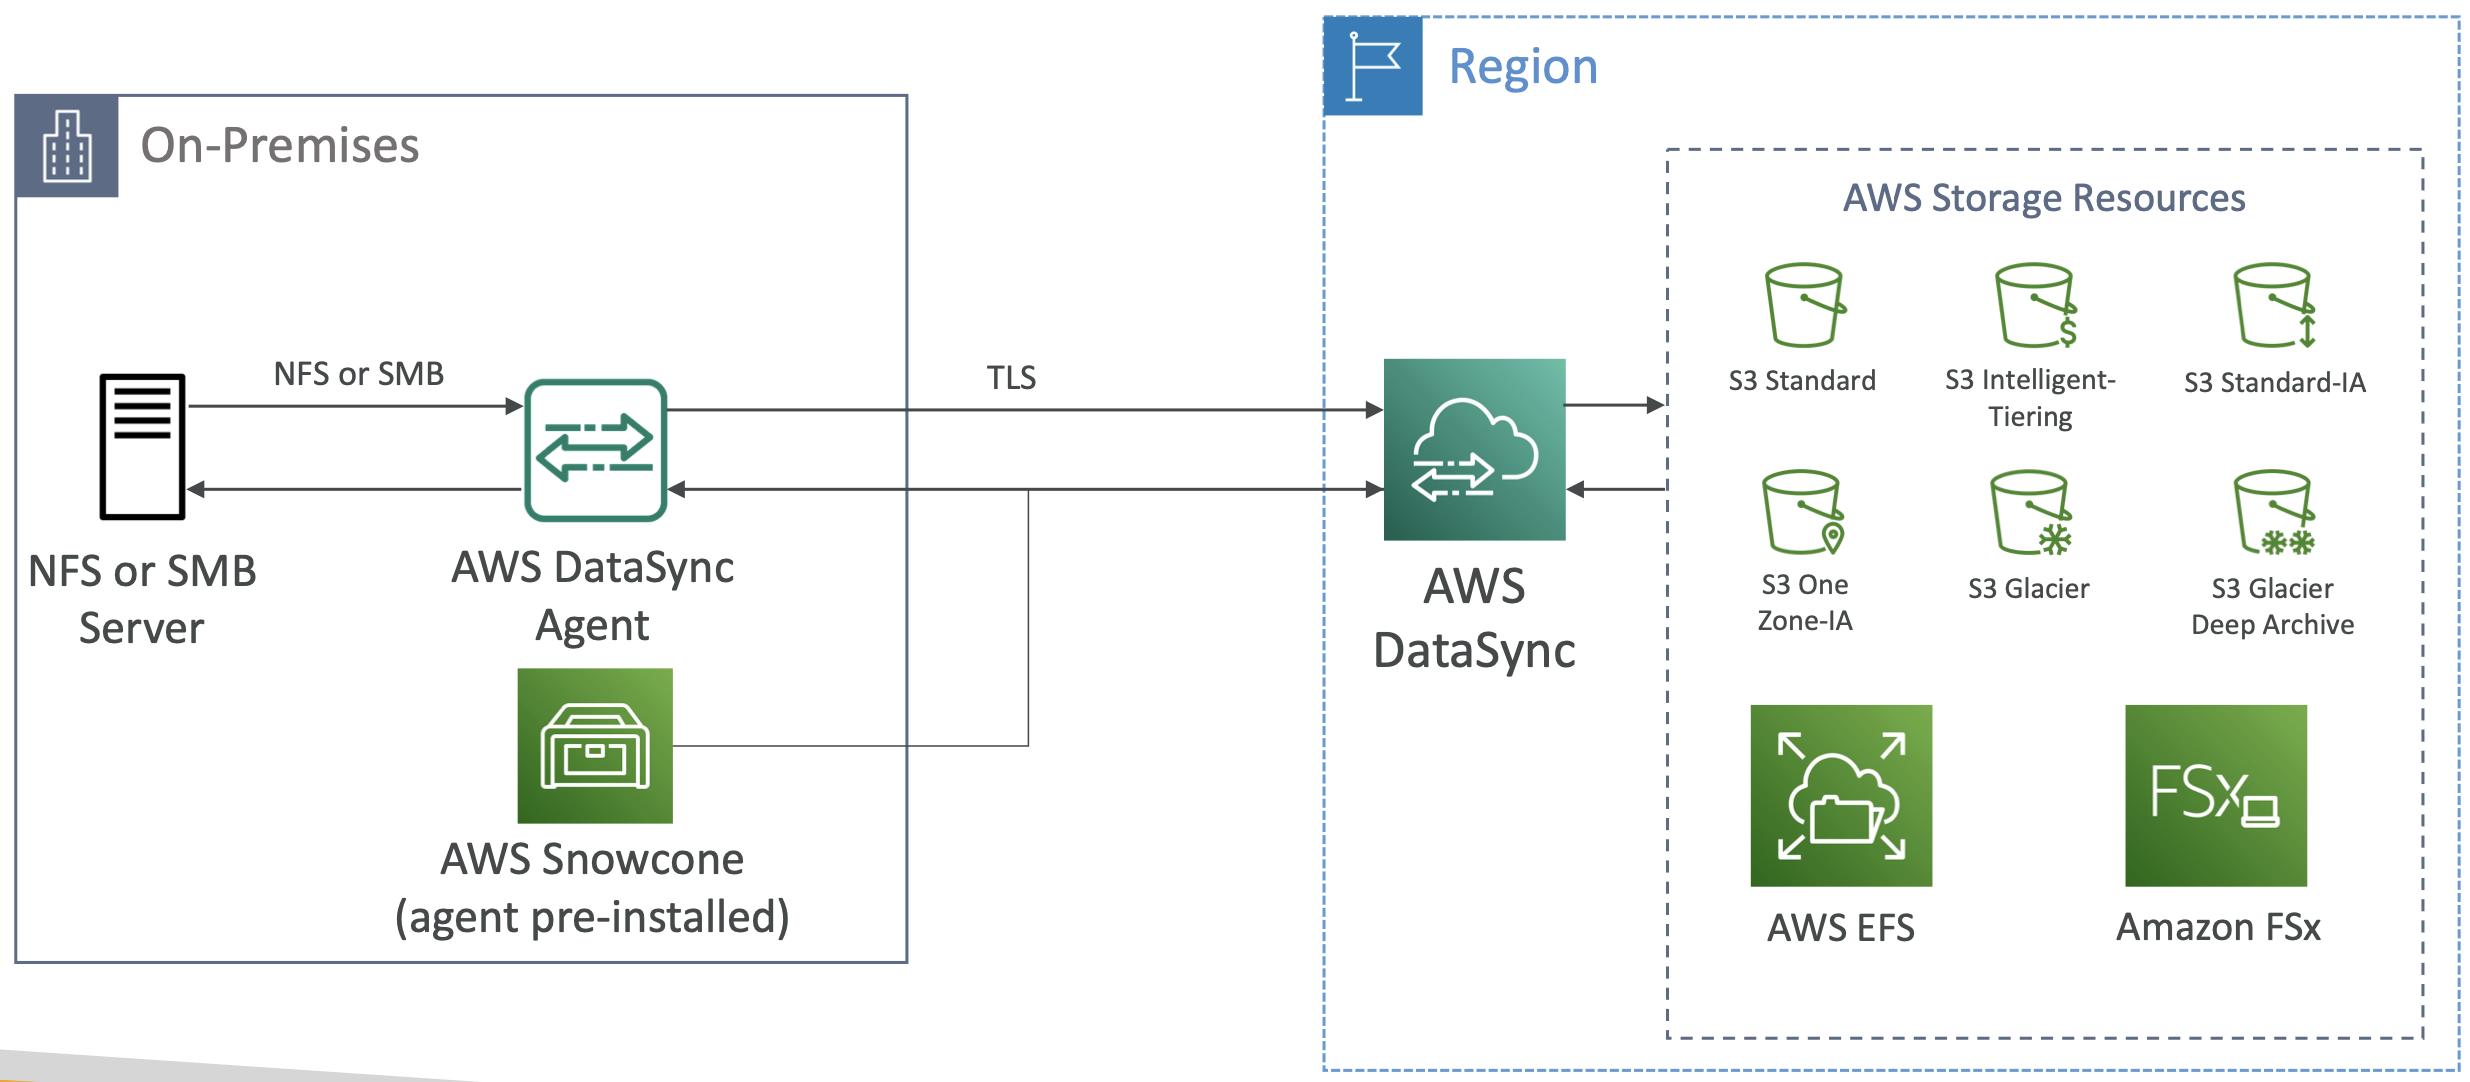 Region
On-Premises
AWS Storage Resources
S3 Standard
S3 Intelligent-
Tiering
S3 Standard-IA
NFS or SMB
TLS
S3 One
Zone-IA
S3 Glacier
S3 Glacier
Deep Archive
NFS or SMB
Server
AWS DataSync
Agent
AWS
DataSync
AWS Snowcone
(agent pre-installed)
FSx
AWS EFS
Amazon FSx